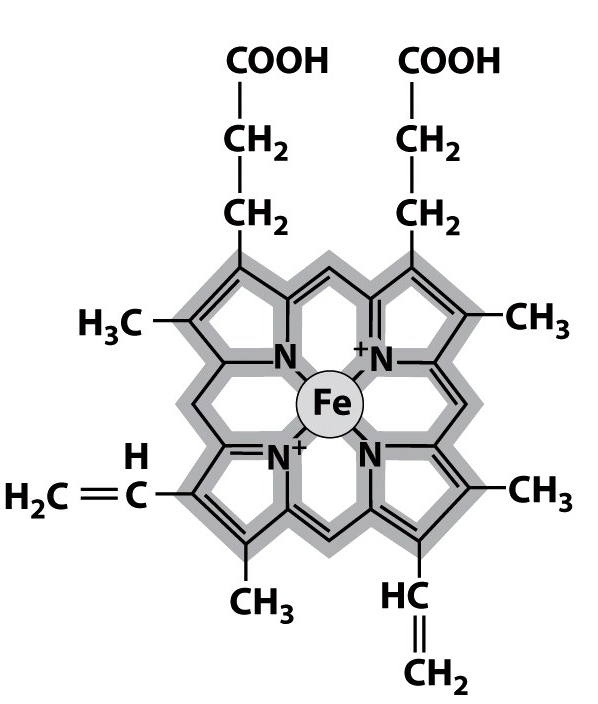 COOH COOH
CH₂ CH₂
CH₂ CH₂
H₃C CH₃
N +N
Fe
N+ N
H
H₂C=C CH₃
CH₃ HC
CH₂